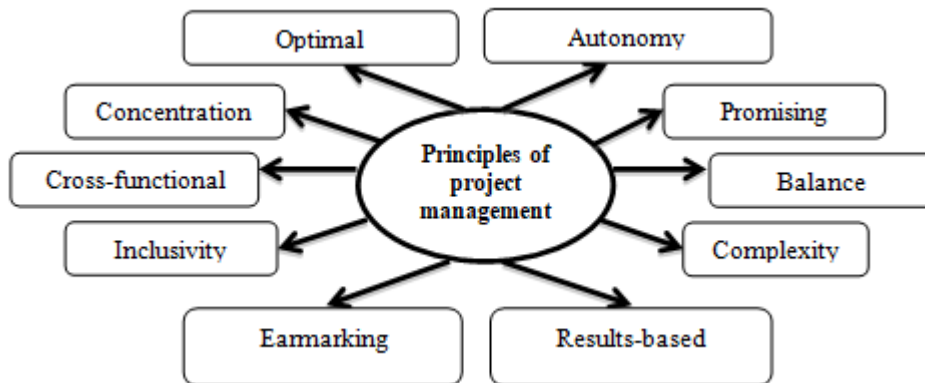 Optimal
Autonomy
Concentration
Promising
Principles of
project
management
Cross-functional
Balance
Inclusivity
Complexity
Earmarking
Results-based